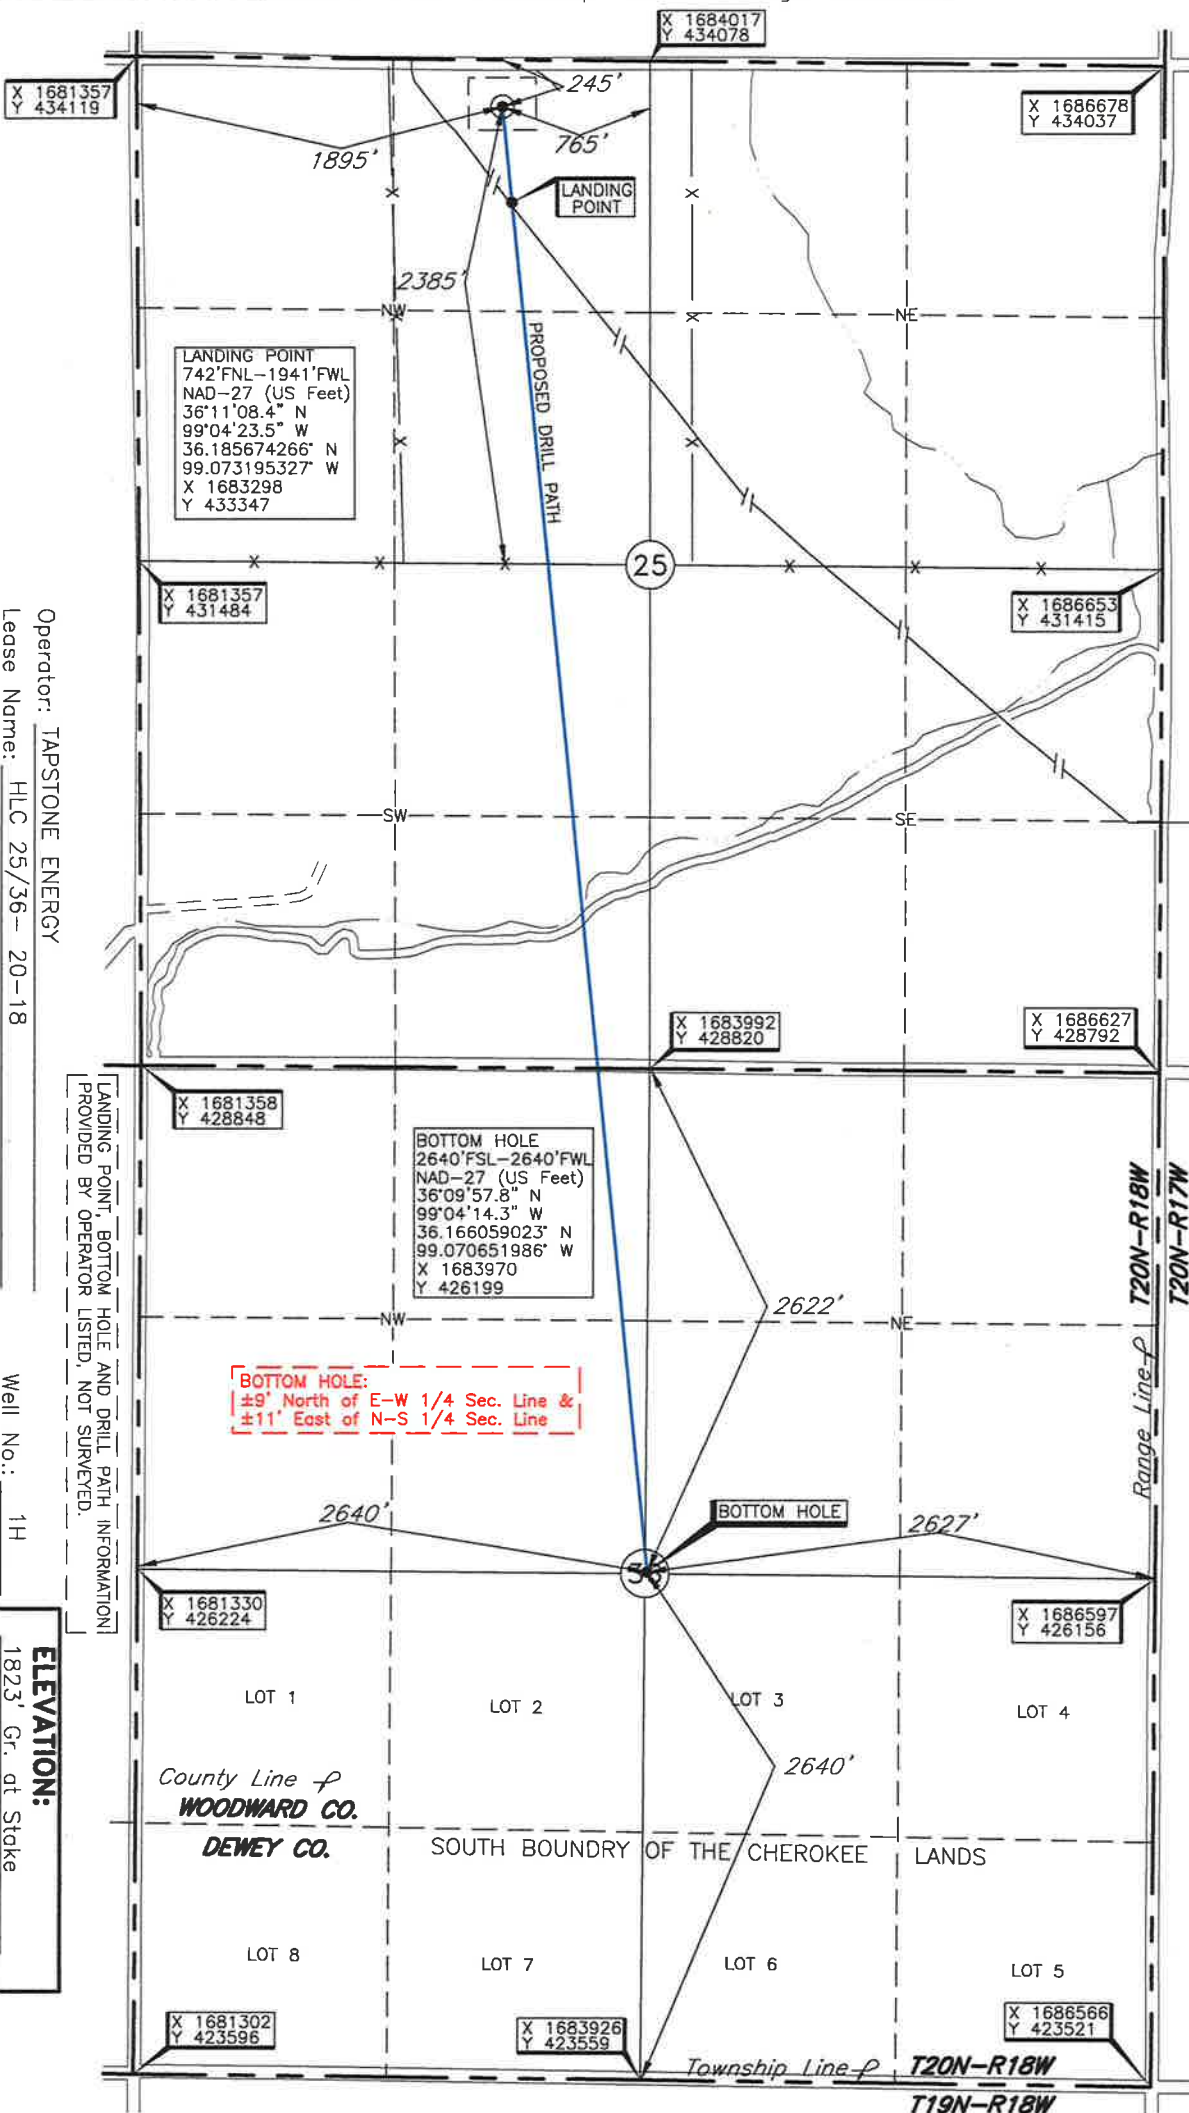 X 1684017
Y 434078
X 1681357
Y 434119
245'
X 1686678
Y 434037
1895'
765'
LANDING
POINT
2385'
NW
NE
PROPOSED DRILL PATH
LANDING POINT
742'FNL-1941'FWL
NAD-27 (US Feet)
36°11'08.4" N
99°04'23.5" W
36.185674266° N
99.073195327° W
X 1683298
Y 433347
25
X 1681357
Y 431484
X 1686653
Y 431415
Operator: TAPSTONE ENERGY
Lease Name: HLC 25/36- 20-18
SW
SE
X 1683992
Y 428820
X 1686627
Y 428792
X 1681358
Y 428848
LANDING POINT, BOTTOM HOLE AND DRILL PATH INFORMATION
PROVIDED BY OPERATOR LISTED, NOT SURVEYED.
BOTTOM HOLE
2640'FSL-2640'FWL
NAD-27 (US Feet)
36°09'57.8" N
99°04'14.3" W
36.166059023° N
99.070651986° W
X 1683970
Y 426199
T20N-R18W
T20N-R17W
2622'
NW
NE
Range Line
BOTTOM HOLE:
±9' North of E-W 1/4 Sec. Line &
±11' East of N-S 1/4 Sec. Line
Well No.: 1H
2640'
BOTTOM HOLE
2627'
36
X 1681330
Y 426224
X 1686597
Y 426156
ELEVATION:
1823' Gr. at Stake
LOT 1
LOT 2
LOT 3
LOT 4
2640'
County Line
WOODWARD CO.
DEWEY CO.
SOUTH BOUNDRY OF THE CHEROKEE LANDS
LOT 8
LOT 7
LOT 6
LOT 5
X 1681302
Y 423596
X 1683926
Y 423559
X 1686566
Y 423521
Township Line
T20N-R18W
T19N-R18W